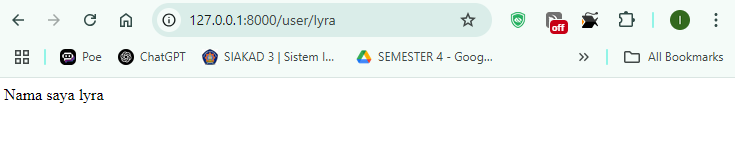 127.0.0.1:8000/user/lyra
off
I
Poe ChatGPT SIAKAD 3 | Sistem I... SEMESTER 4 - Goog... » All Bookmarks
Nama saya lyra